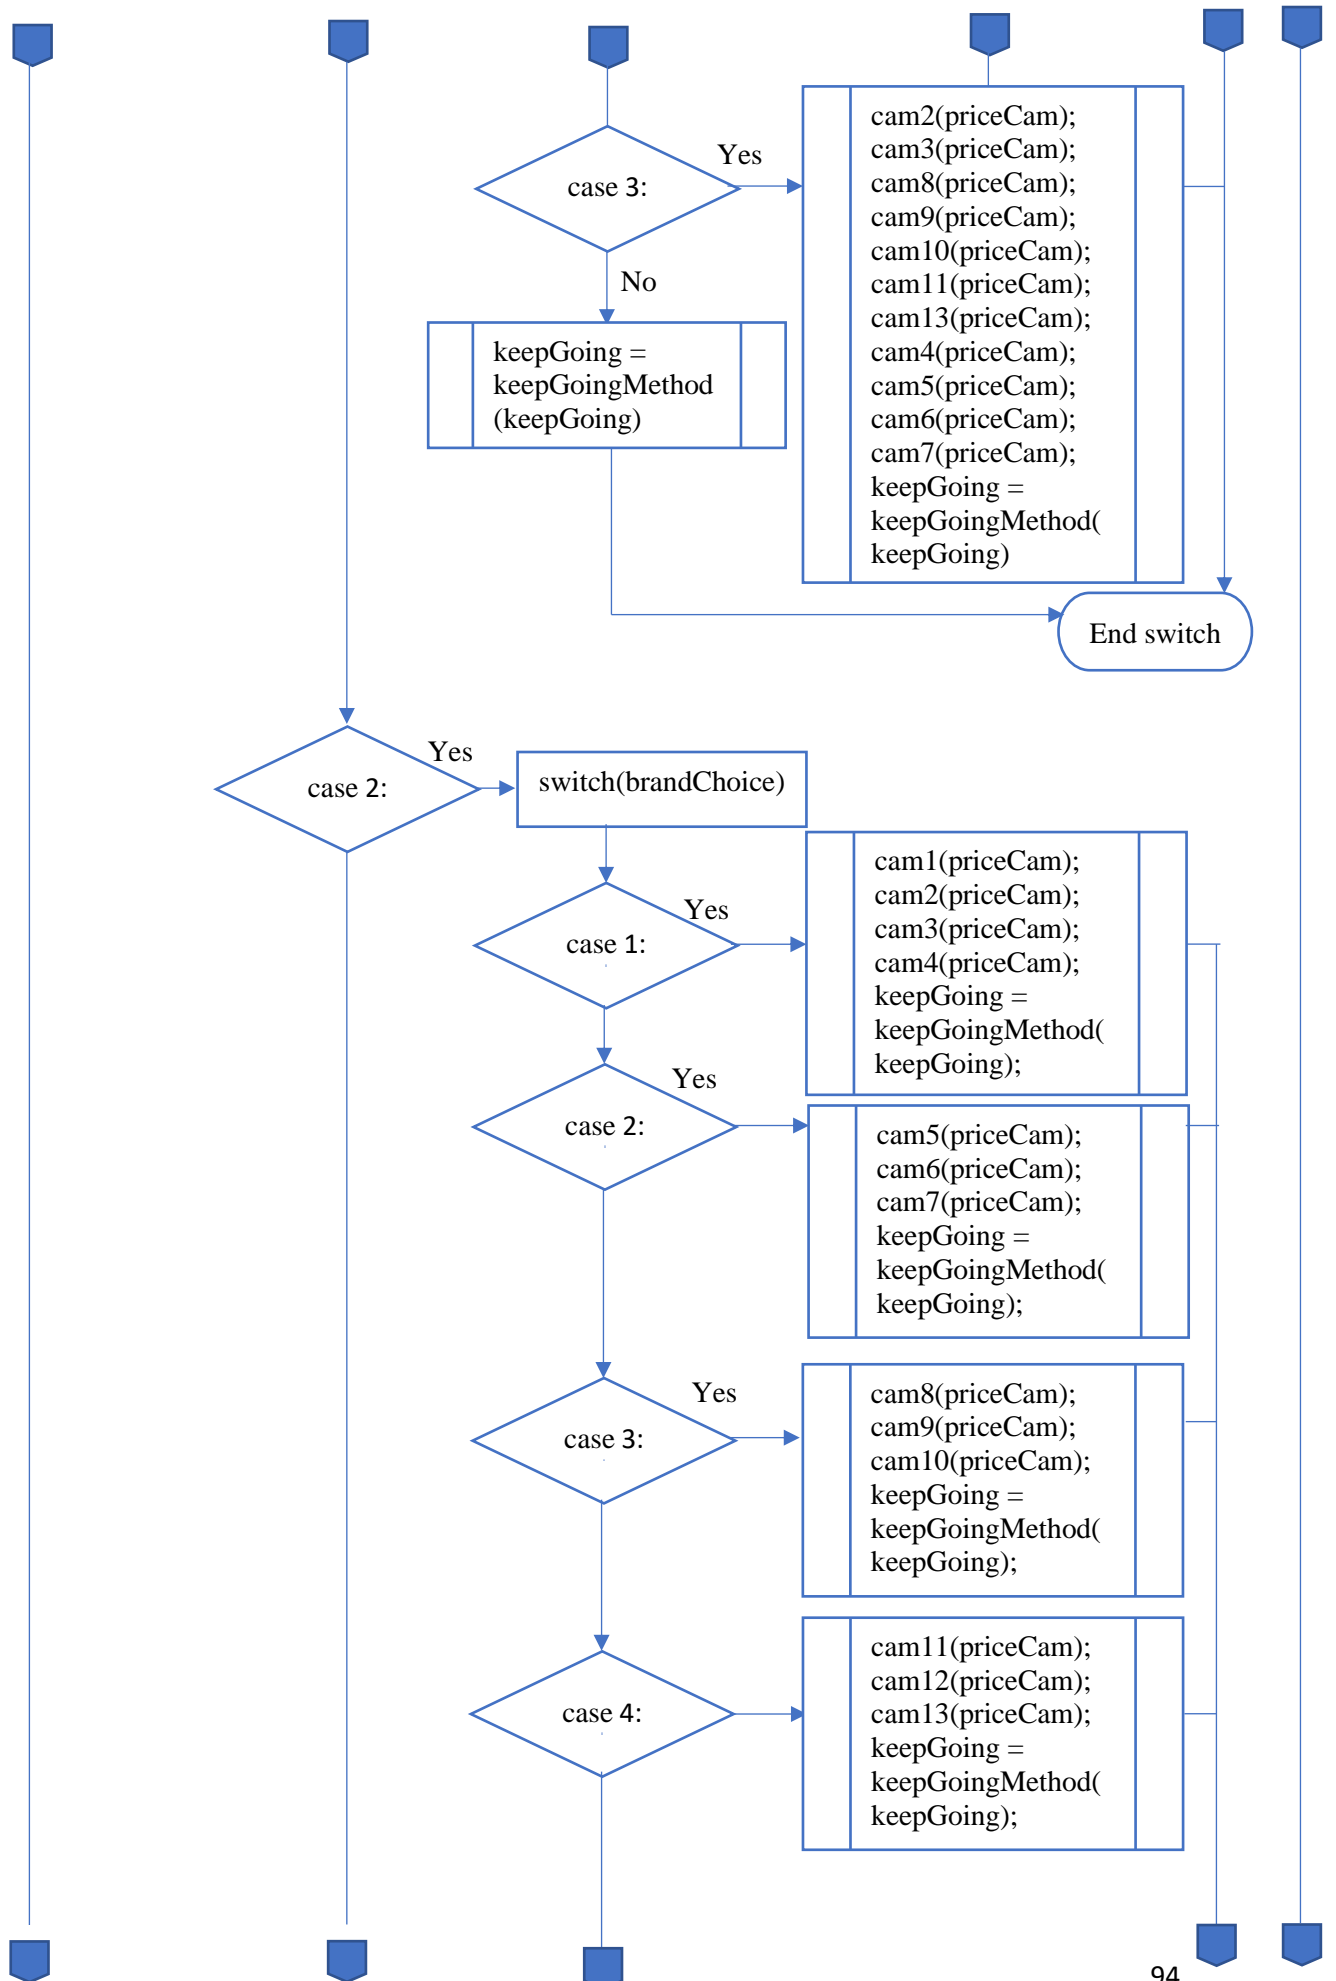 Yes
case 3:
cam2(priceCam);
cam3(priceCam);
cam8(priceCam);
cam9(priceCam);
cam10(priceCam);
cam11(priceCam);
cam13(priceCam);
cam4(priceCam);
cam5(priceCam);
cam6(priceCam);
cam7(priceCam);
keepGoing =
keepGoingMethod(
keepGoing)
No
keepGoing =
keepGoingMethod
(keepGoing)
End switch
case 2:
Yes
switch(brandChoice)
case 1:
Yes
cam1(priceCam);
cam2(priceCam);
cam3(priceCam);
cam4(priceCam);
keepGoing =
keepGoingMethod(
keepGoing);
case 2:
Yes
cam5(priceCam);
cam6(priceCam);
cam7(priceCam);
keepGoing =
keepGoingMethod(
keepGoing);
case 3:
Yes
cam8(priceCam);
cam9(priceCam);
cam10(priceCam);
keepGoing =
keepGoingMethod(
keepGoing);
case 4:
cam11(priceCam);
cam12(priceCam);
cam13(priceCam);
keepGoing =
keepGoingMethod(
keepGoing);
94